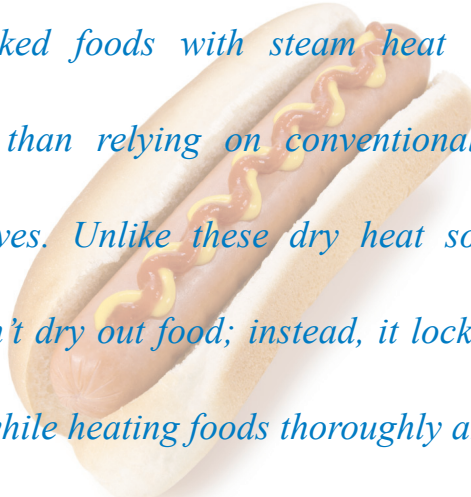 ked foods with steam heat
than relying on conventional
ves. Unlike these dry heat so
't dry out food; instead, it lock
while heating foods thoroughly a